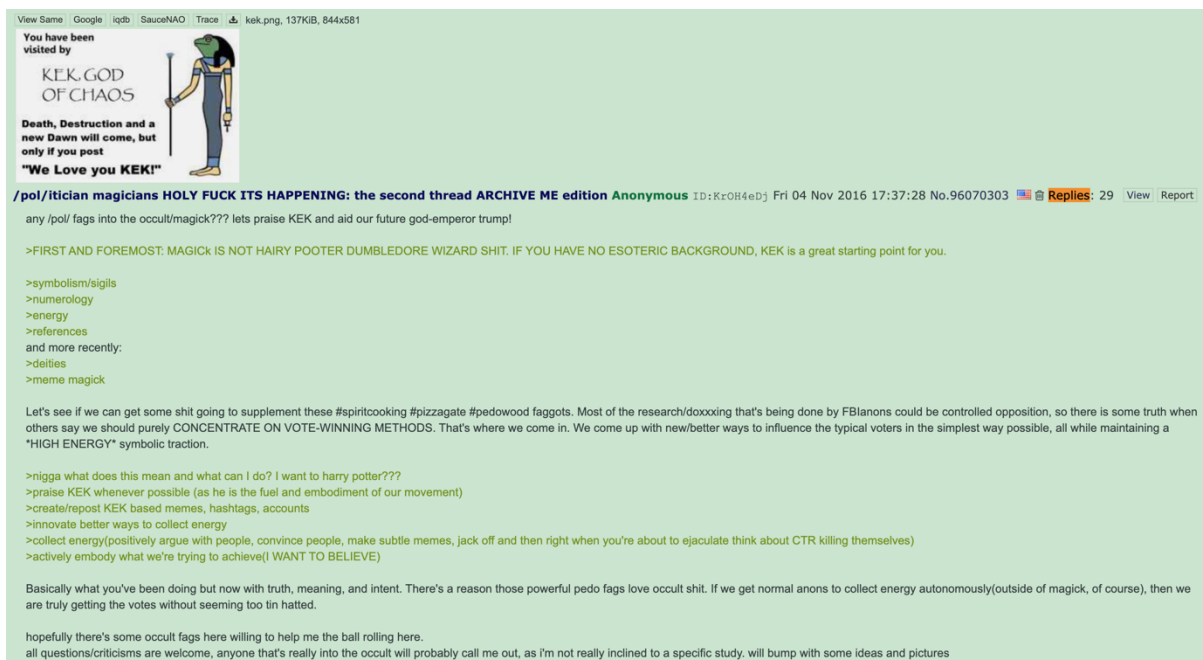 View Same Google iqdb SauceNAO Trace kek.png, 137KiB, 844x581
You have been
visited by
KEK, GOD
OF CHAOS
Death, Destruction and a
new Dawn will come, but
only if you post
"We Love you KEK!"
/pol/itician magicians HOLY FUCK ITS HAPPENING: the second thread ARCHIVE ME edition Anonymous ID:KrOH4eDj Fri 04 Nov 2016 17:37:28 No.96070303 Replies: 29 View Report
any /pol/ fags into the occult/magick??? lets praise KEK and aid our future god-emperor trump!
>FIRST AND FOREMOST: MAGICk IS NOT HAIRY POOTER DUMBLEDORE WIZARD SHIT. IF YOU HAVE NO ESOTERIC BACKGROUND, KEK is a great starting point for you.
>symbolism/sigils
>numerology
>energy
>references
and more recently:
>deities
>meme magick
Let's see if we can get some shit going to supplement these #spiritcooking #pizzagate #pedowood faggots. Most of the research/doxxxing that's being done by FBIanons could be controlled opposition, so there is some truth when
others say we should purely CONCENTRATE ON VOTE-WINNING METHODS. That's where we come in. We come up with new/better ways to influence the typical voters in the simplest way possible, all while maintaining a
*HIGH ENERGY* symbolic traction.
>nigga what does this mean and what can I do? I want to harry potter???
>praise KEK whenever possible (as he is the fuel and embodiment of our movement)
>create/repost KEK based memes, hashtags, accounts
>innovate better ways to collect energy
>collect energy(positively argue with people, convince people, make subtle memes, jack off and then right when you're about to ejaculate think about CTR killing themselves)
>actively embody what we're trying to achieve(I WANT TO BELIEVE)
Basically what you've been doing but now with truth, meaning, and intent. There's a reason those powerful pedo fags love occult shit. If we get normal anons to collect energy autonomously(outside of magick, of course), then we
are truly getting the votes without seeming too tin hatted.
hopefully there's some occult fags here willing to help me the ball rolling here.
all questions/criticisms are welcome, anyone that's really into the occult will probably call me out, as i'm not really inclined to a specific study. will bump with some ideas and pictures